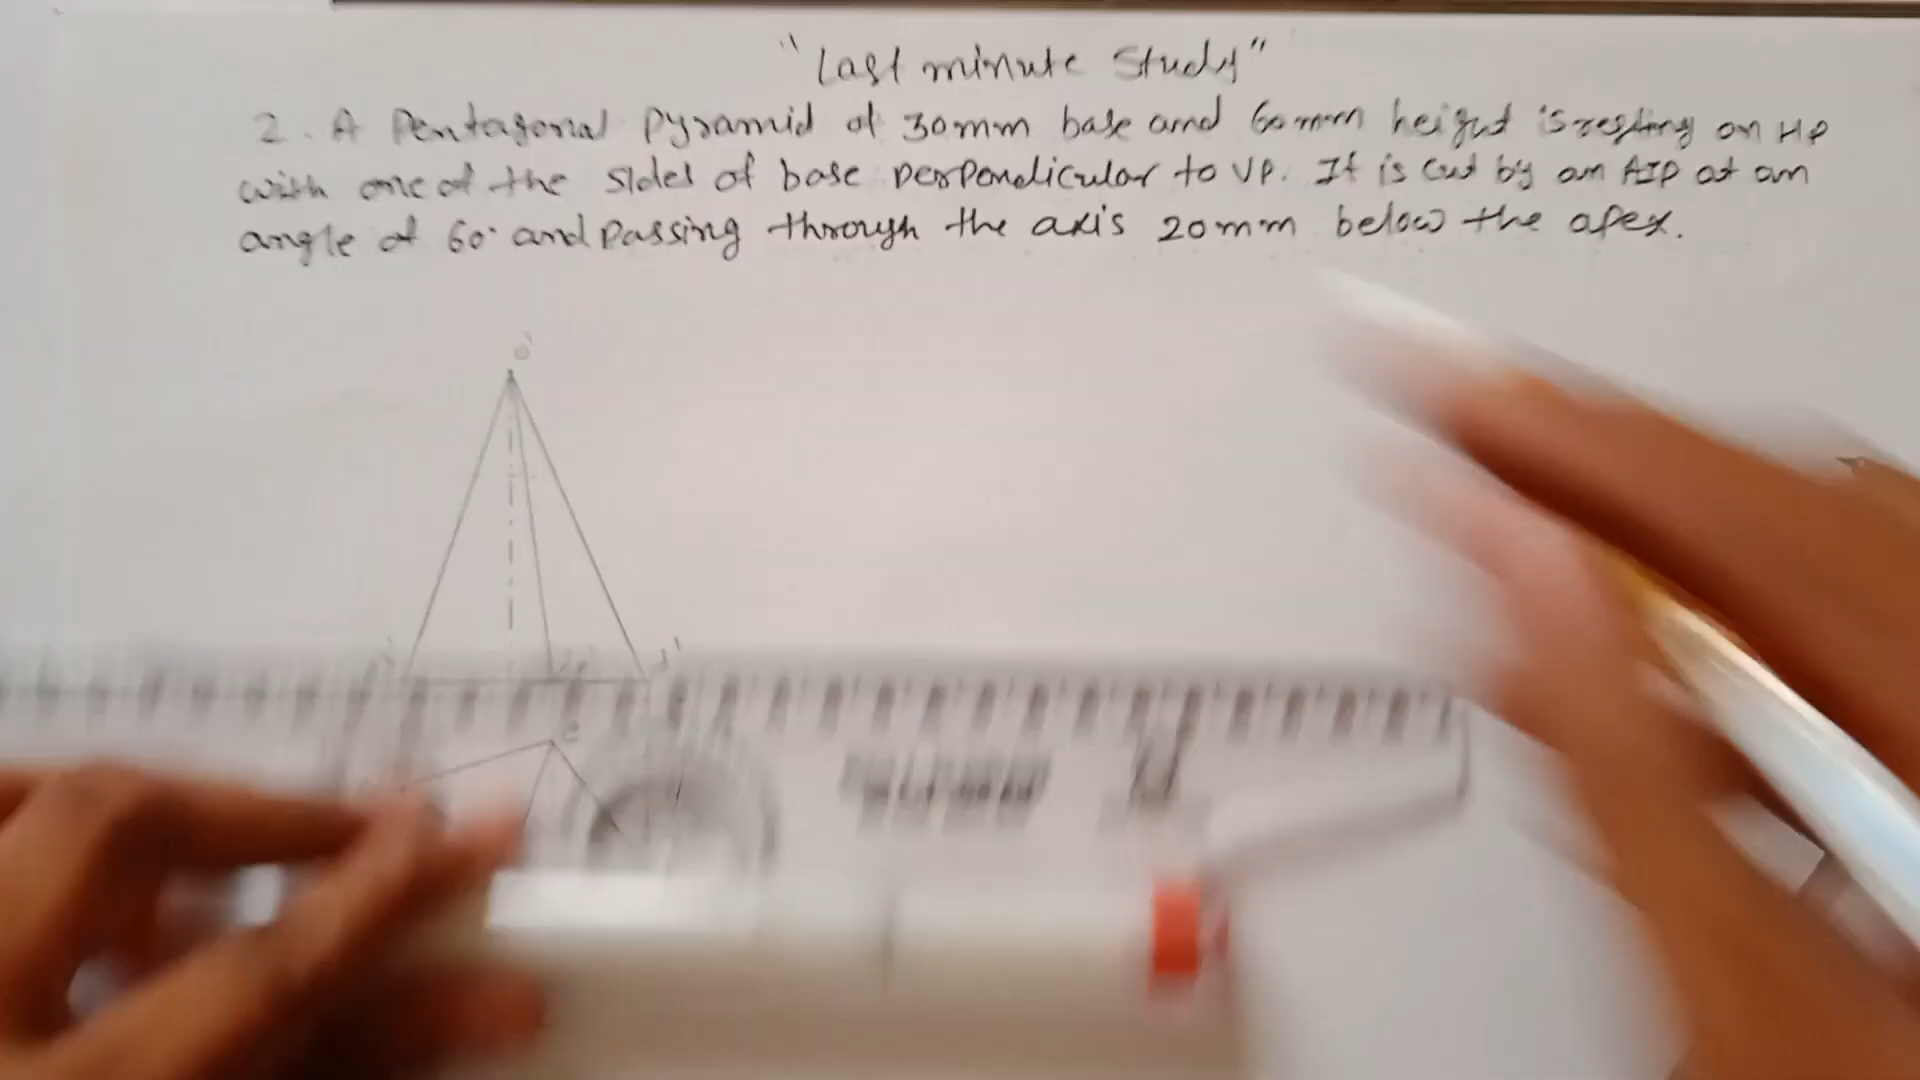 "Last minute Study"
2. A Pentagonal Pyramid of 30mm base and 60mm height is resting on HP
with one of the sides of base perpendicular to VP. It is cut by an AIP at an
angle of 60° and passing through the axis 20mm below the apex.
o'
d'
e